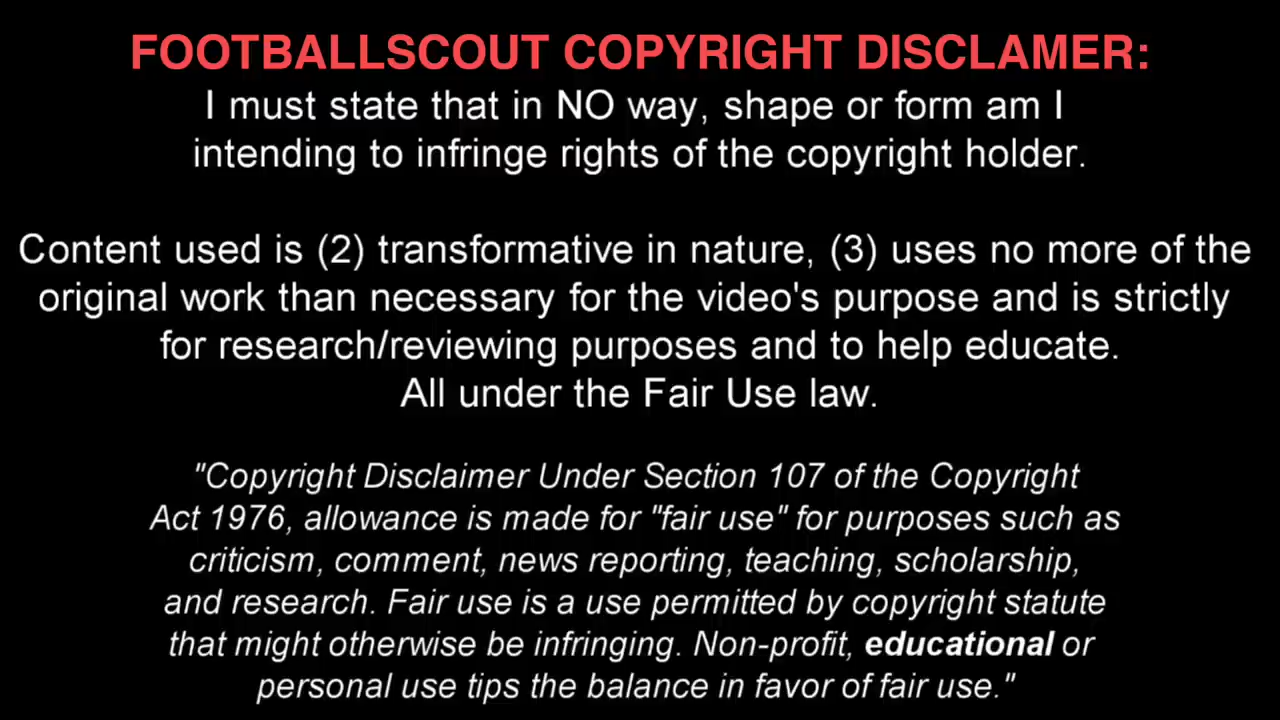 FOOTBALLSCOUT COPYRIGHT DISCLAMER:
I must state that in NO way, shape or form am I
intending to infringe rights of the copyright holder.
Content used is (2) transformative in nature, (3) uses no more of the
original work than necessary for the video's purpose and is strictly
for research/reviewing purposes and to help educate.
All under the Fair Use law.
"Copyright Disclaimer Under Section 107 of the Copyright
Act 1976, allowance is made for "fair use" for purposes such as
criticism, comment, news reporting, teaching, scholarship,
and research. Fair use is a use permitted by copyright statute
that might otherwise be infringing. Non-profit, educational or
personal use tips the balance in favor of fair use."